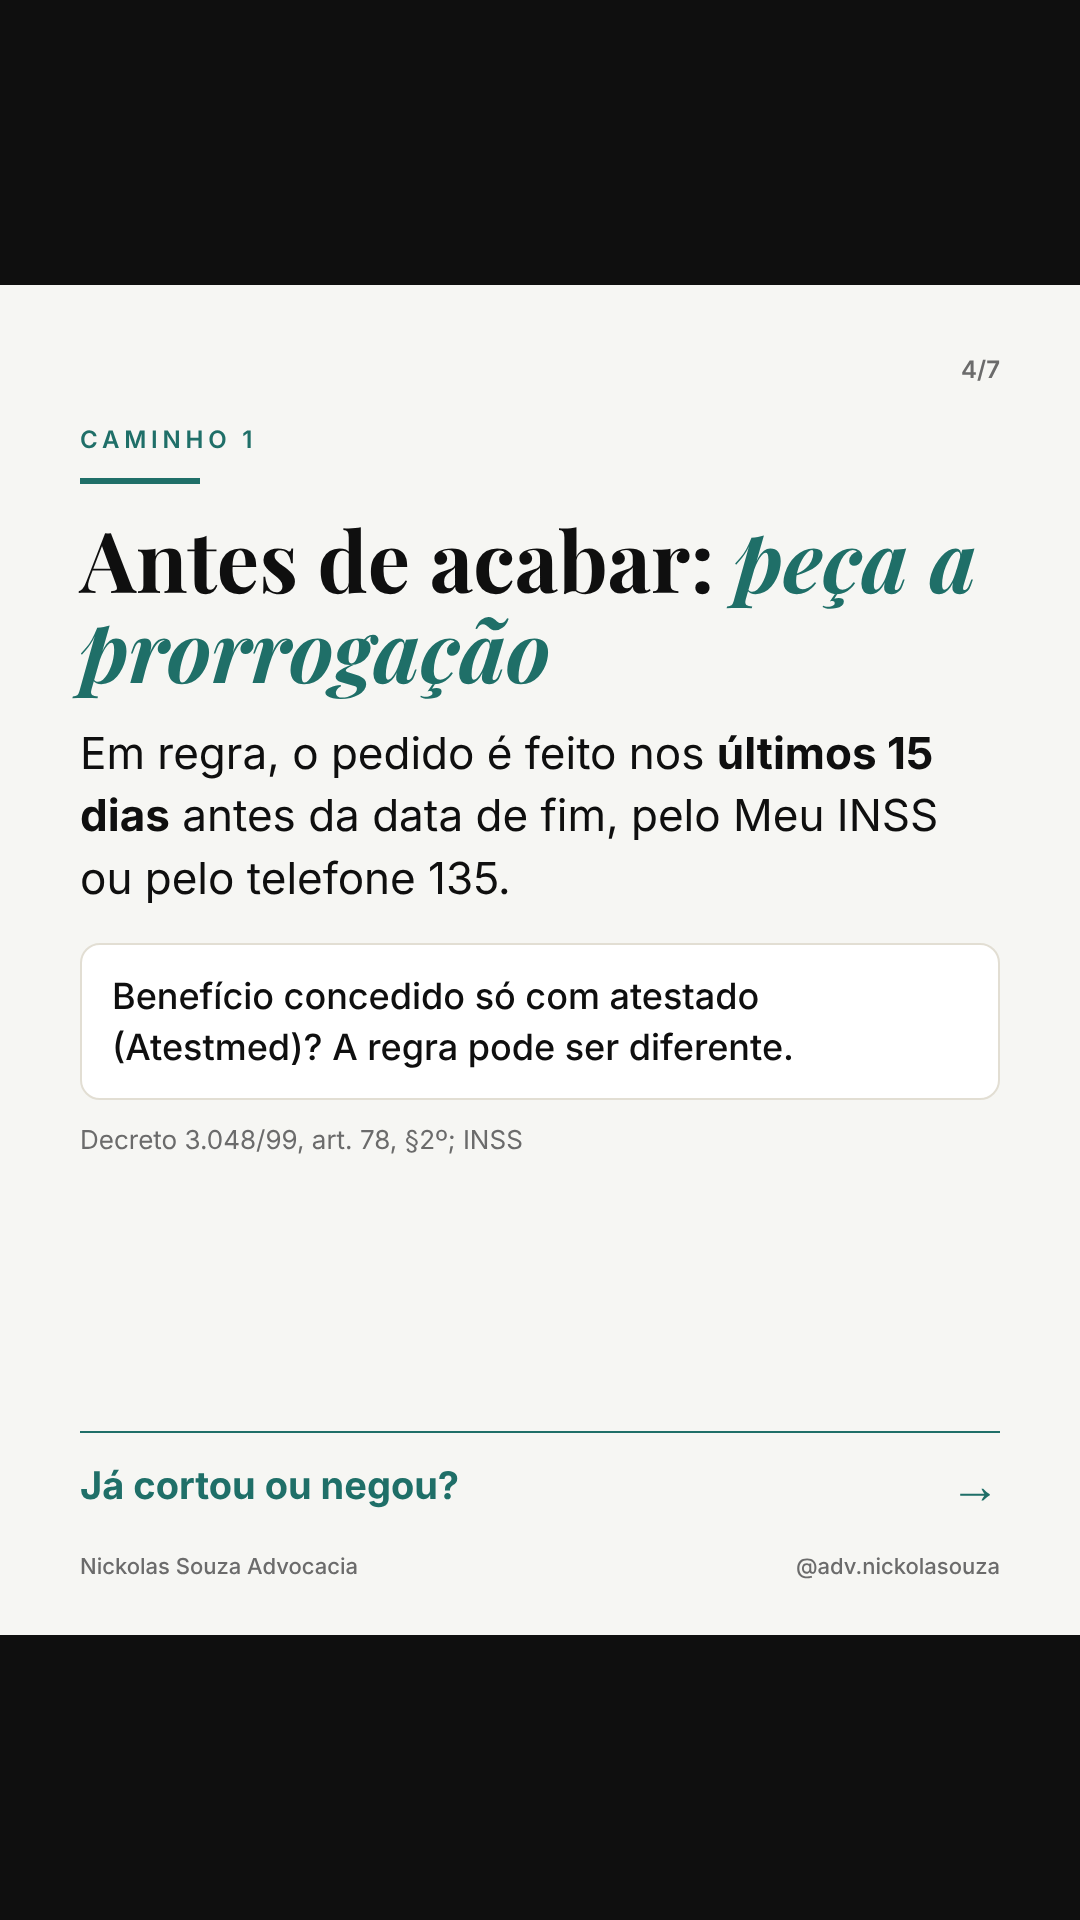 4/7
CAMINHO 1
Antes de acabar: peça a
prorrogação
Em regra, o pedido é feito nos últimos 15
dias antes da data de fim, pelo Meu INSS
ou pelo telefone 135.
Benefício concedido só com atestado
(Atestmed)? A regra pode ser diferente.
Decreto 3.048/99, art. 78, §2º; INSS
Já cortou ou negou? →
Nickolas Souza Advocacia @adv.nickolasouza